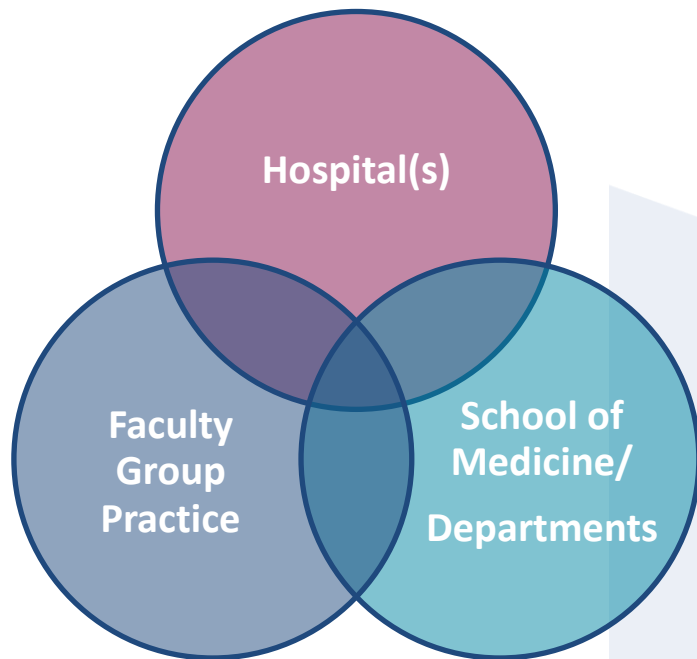 Hospital(s)
Faculty
Group
Practice
School of
Medicine/
Departments